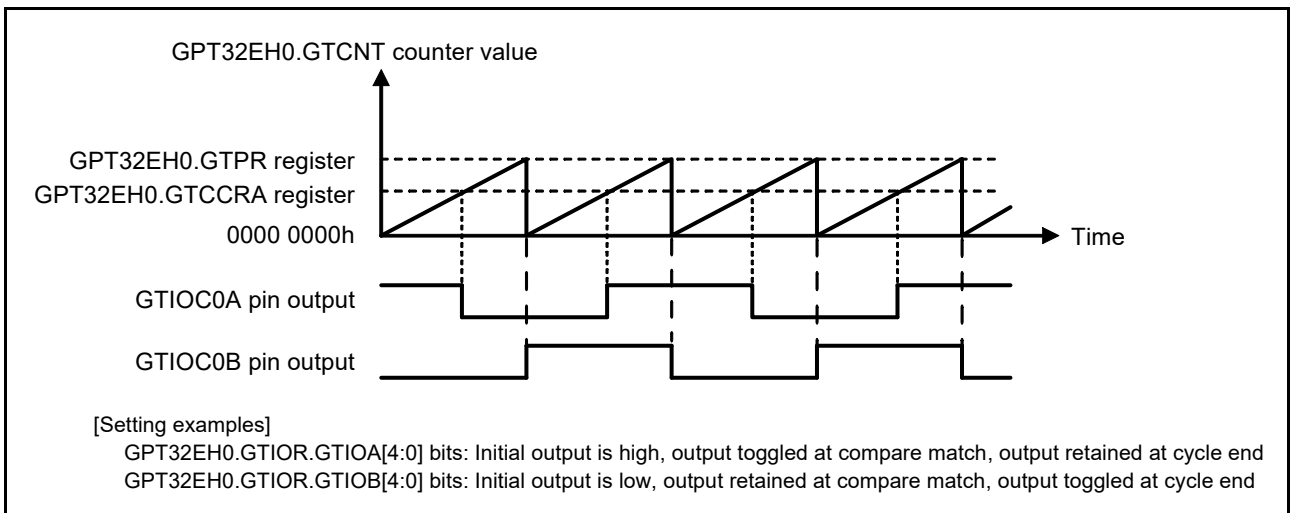 GPT32EH0.GTCNT counter value
GPT32EH0.GTPR register
GPT32EH0.GTCCRA register
0000 0000h
Time
GTIOC0A pin output
GTIOC0B pin output
[Setting examples]
GPT32EH0.GTIOR.GTIOA[4:0] bits: Initial output is high, output toggled at compare match, output retained at cycle end
GPT32EH0.GTIOR.GTIOB[4:0] bits: Initial output is low, output retained at compare match, output toggled at cycle end